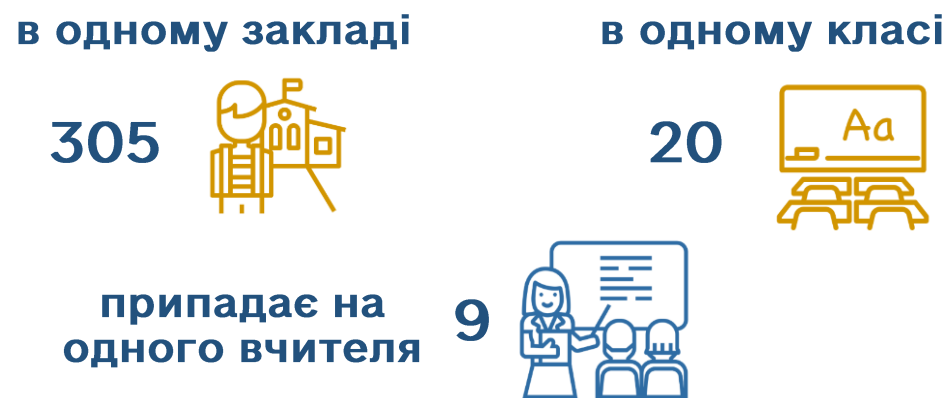 в одному закладі
305
в одному класі
20
Aa
припадає на
одного вчителя
9